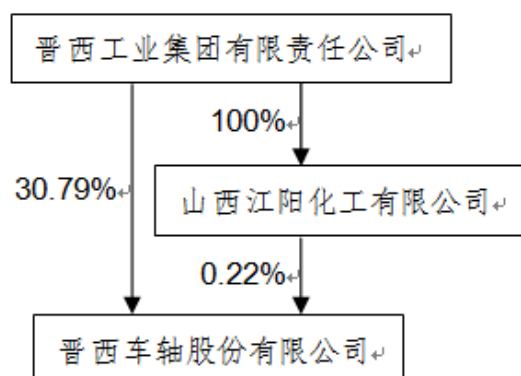 晋西工业集团有限责任公司
100%
30.79%
山西江阳化工有限公司
0.22%
晋西车轴股份有限公司